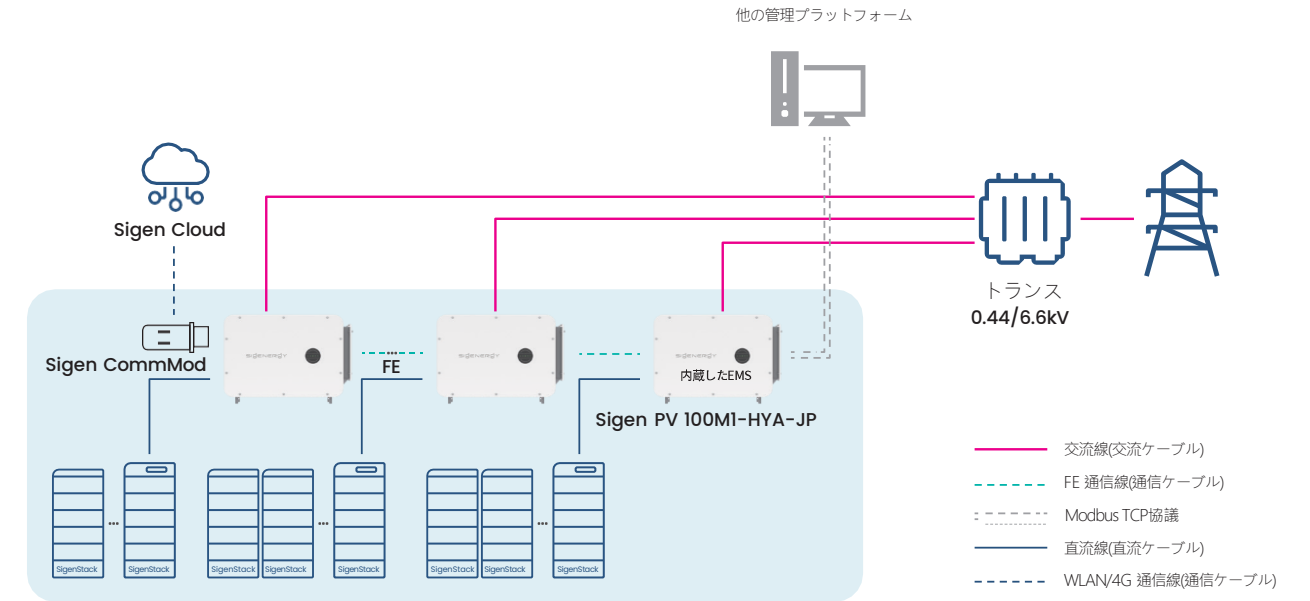 他の管理プラットフォーム
Sigen Cloud
トランス
0.44/6.6kV
Sigen CommMod
SIGENERGY
SIGENERGY
SIGENERGY
FE
内蔵したEMS
Sigen PV 100M1-HYA-JP
交流線(交流ケーブル)
FE 通信線(通信ケーブル)
Modbus TCP協議
直流線(直流ケーブル)
WLAN/4G 通信線(通信ケーブル)
SigenStack
SigenStack
SigenStack
SigenStack
SigenStack
SigenStack
SigenStack
SigenStack